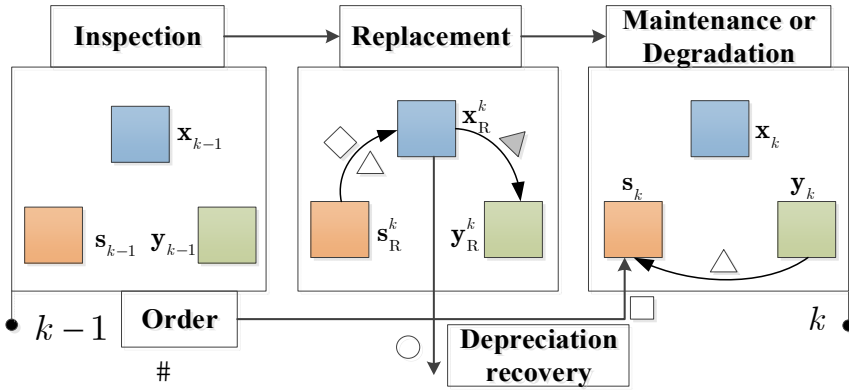 Inspection
Replacement
Maintenance or
Degradation
x_{k-1}
x_R^k
x_k
s_{k-1}
y_{k-1}
s_R^k
y_R^k
s_k
y_k
k − 1
Order
k
#
Depreciation
recovery